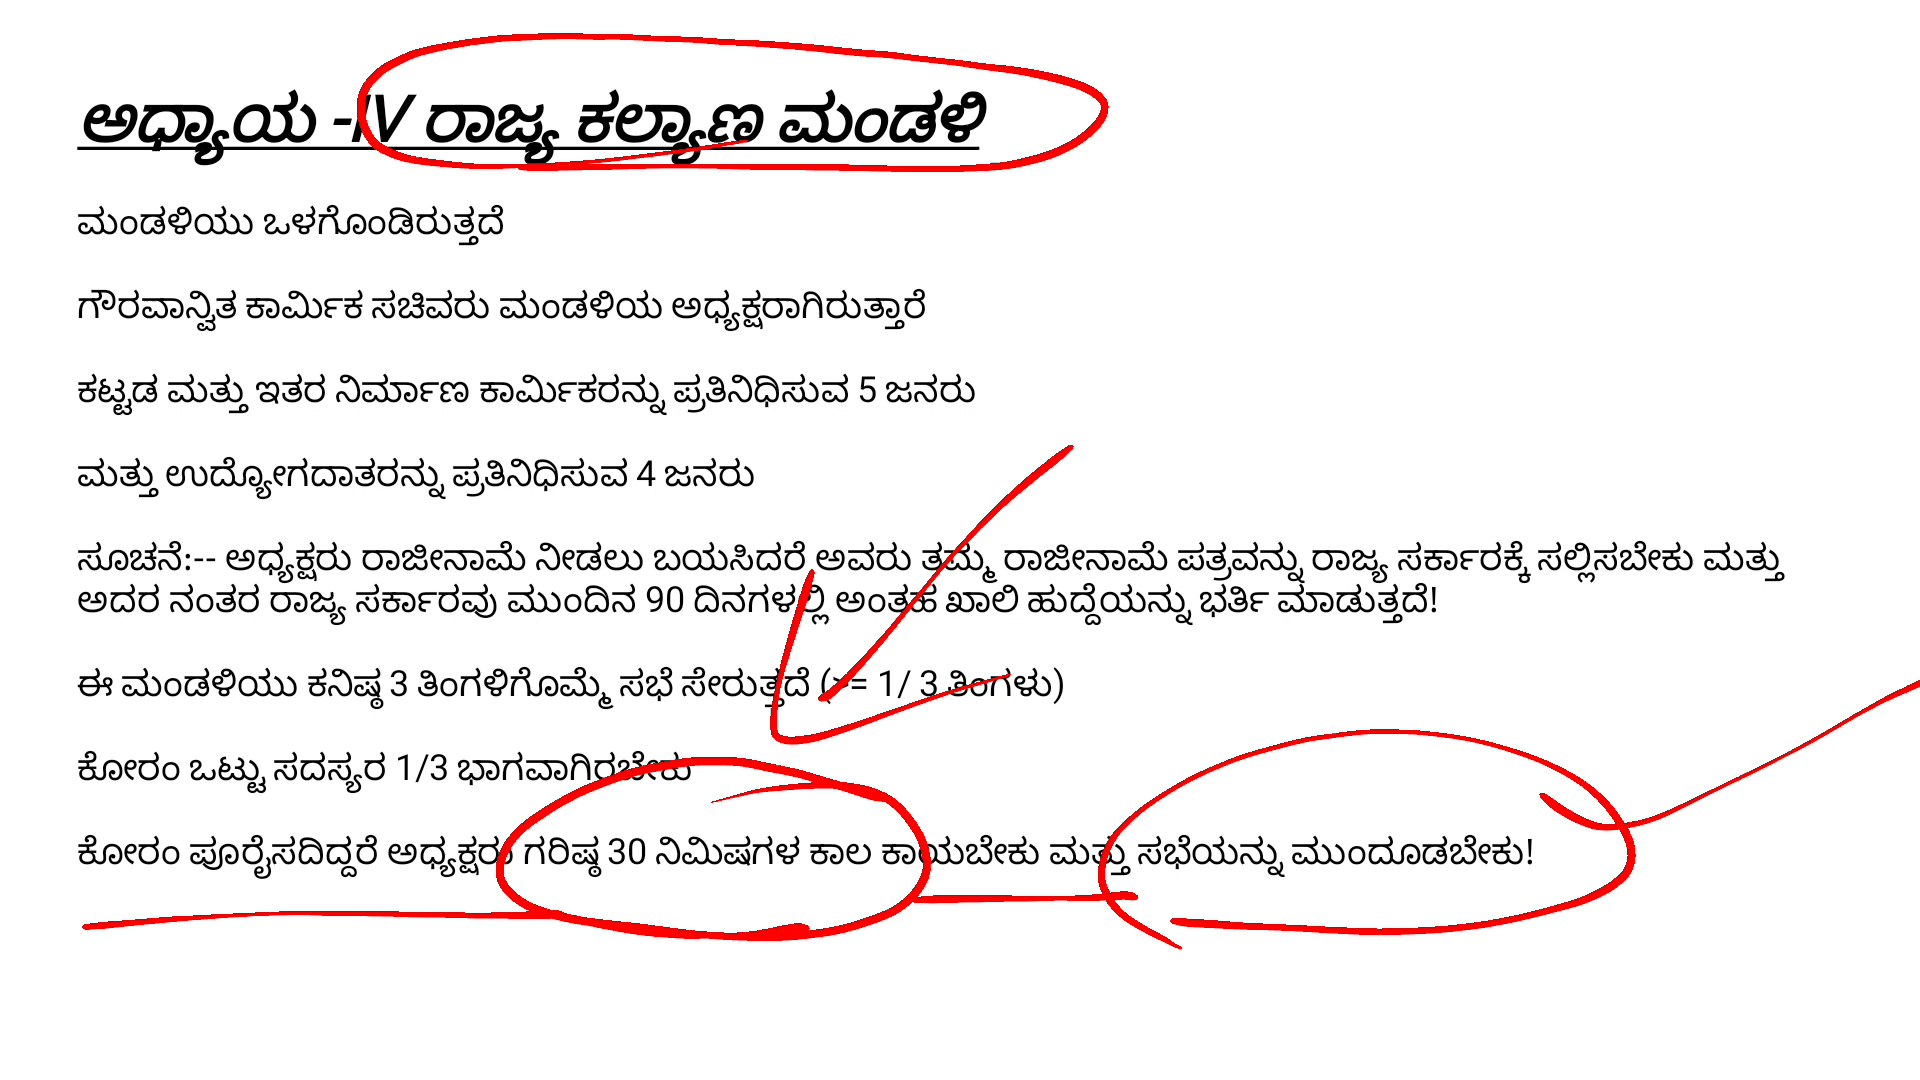 ಅಧ್ಯಾಯ -IV ರಾಜ್ಯ ಕಲ್ಯಾಣ ಮಂಡಳಿ
ಮಂಡಳಿಯು ಒಳಗೊಂಡಿರುತ್ತದೆ
ಗೌರವಾನ್ವಿತ ಕಾರ್ಮಿಕ ಸಚಿವರು ಮಂಡಳಿಯ ಅಧ್ಯಕ್ಷರಾಗಿರುತ್ತಾರೆ
ಕಟ್ಟಡ ಮತ್ತು ಇತರ ನಿರ್ಮಾಣ ಕಾರ್ಮಿಕರನ್ನು ಪ್ರತಿನಿಧಿಸುವ 5 ಜನರು
ಮತ್ತು ಉದ್ಯೋಗದಾತರನ್ನು ಪ್ರತಿನಿಧಿಸುವ 4 ಜನರು
ಸೂಚನೆ:-- ಅಧ್ಯಕ್ಷರು ರಾಜೀನಾಮೆ ನೀಡಲು ಬಯಸಿದರೆ ಅವರು ತಮ್ಮ ರಾಜೀನಾಮೆ ಪತ್ರವನ್ನು ರಾಜ್ಯ ಸರ್ಕಾರಕ್ಕೆ ಸಲ್ಲಿಸಬೇಕು ಮತ್ತು
ಅದರ ನಂತರ ರಾಜ್ಯ ಸರ್ಕಾರವು ಮುಂದಿನ 90 ದಿನಗಳಲ್ಲಿ ಅಂತಹ ಖಾಲಿ ಹುದ್ದೆಯನ್ನು ಭರ್ತಿ ಮಾಡುತ್ತದೆ!
ಈ ಮಂಡಳಿಯು ಕನಿಷ್ಠ 3 ತಿಂಗಳಿಗೊಮ್ಮೆ ಸಭೆ ಸೇರುತ್ತದೆ (>= 1/ 3 ತಿಂಗಳು)
ಕೋರಂ ಒಟ್ಟು ಸದಸ್ಯರ 1/3 ಭಾಗವಾಗಿರಬೇಕು
ಕೋರಂ ಪೂರೈಸದಿದ್ದರೆ ಅಧ್ಯಕ್ಷರು ಗರಿಷ್ಠ 30 ನಿಮಿಷಗಳ ಕಾಲ ಕಾಯಬೇಕು ಮತ್ತು ಸಭೆಯನ್ನು ಮುಂದೂಡಬೇಕು!